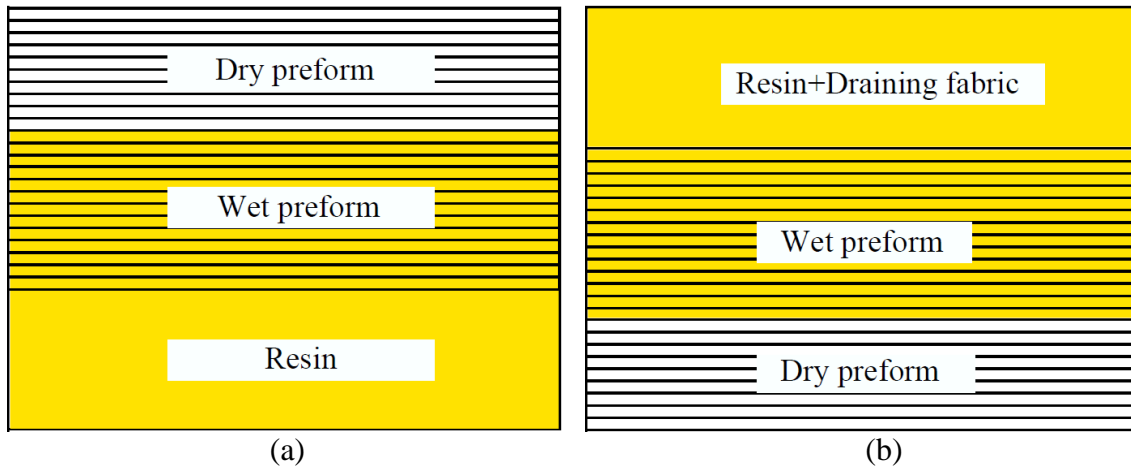 Dry preform
Wet preform
Resin
(a)
Resin+Draining fabric
Wet preform
Dry preform
(b)